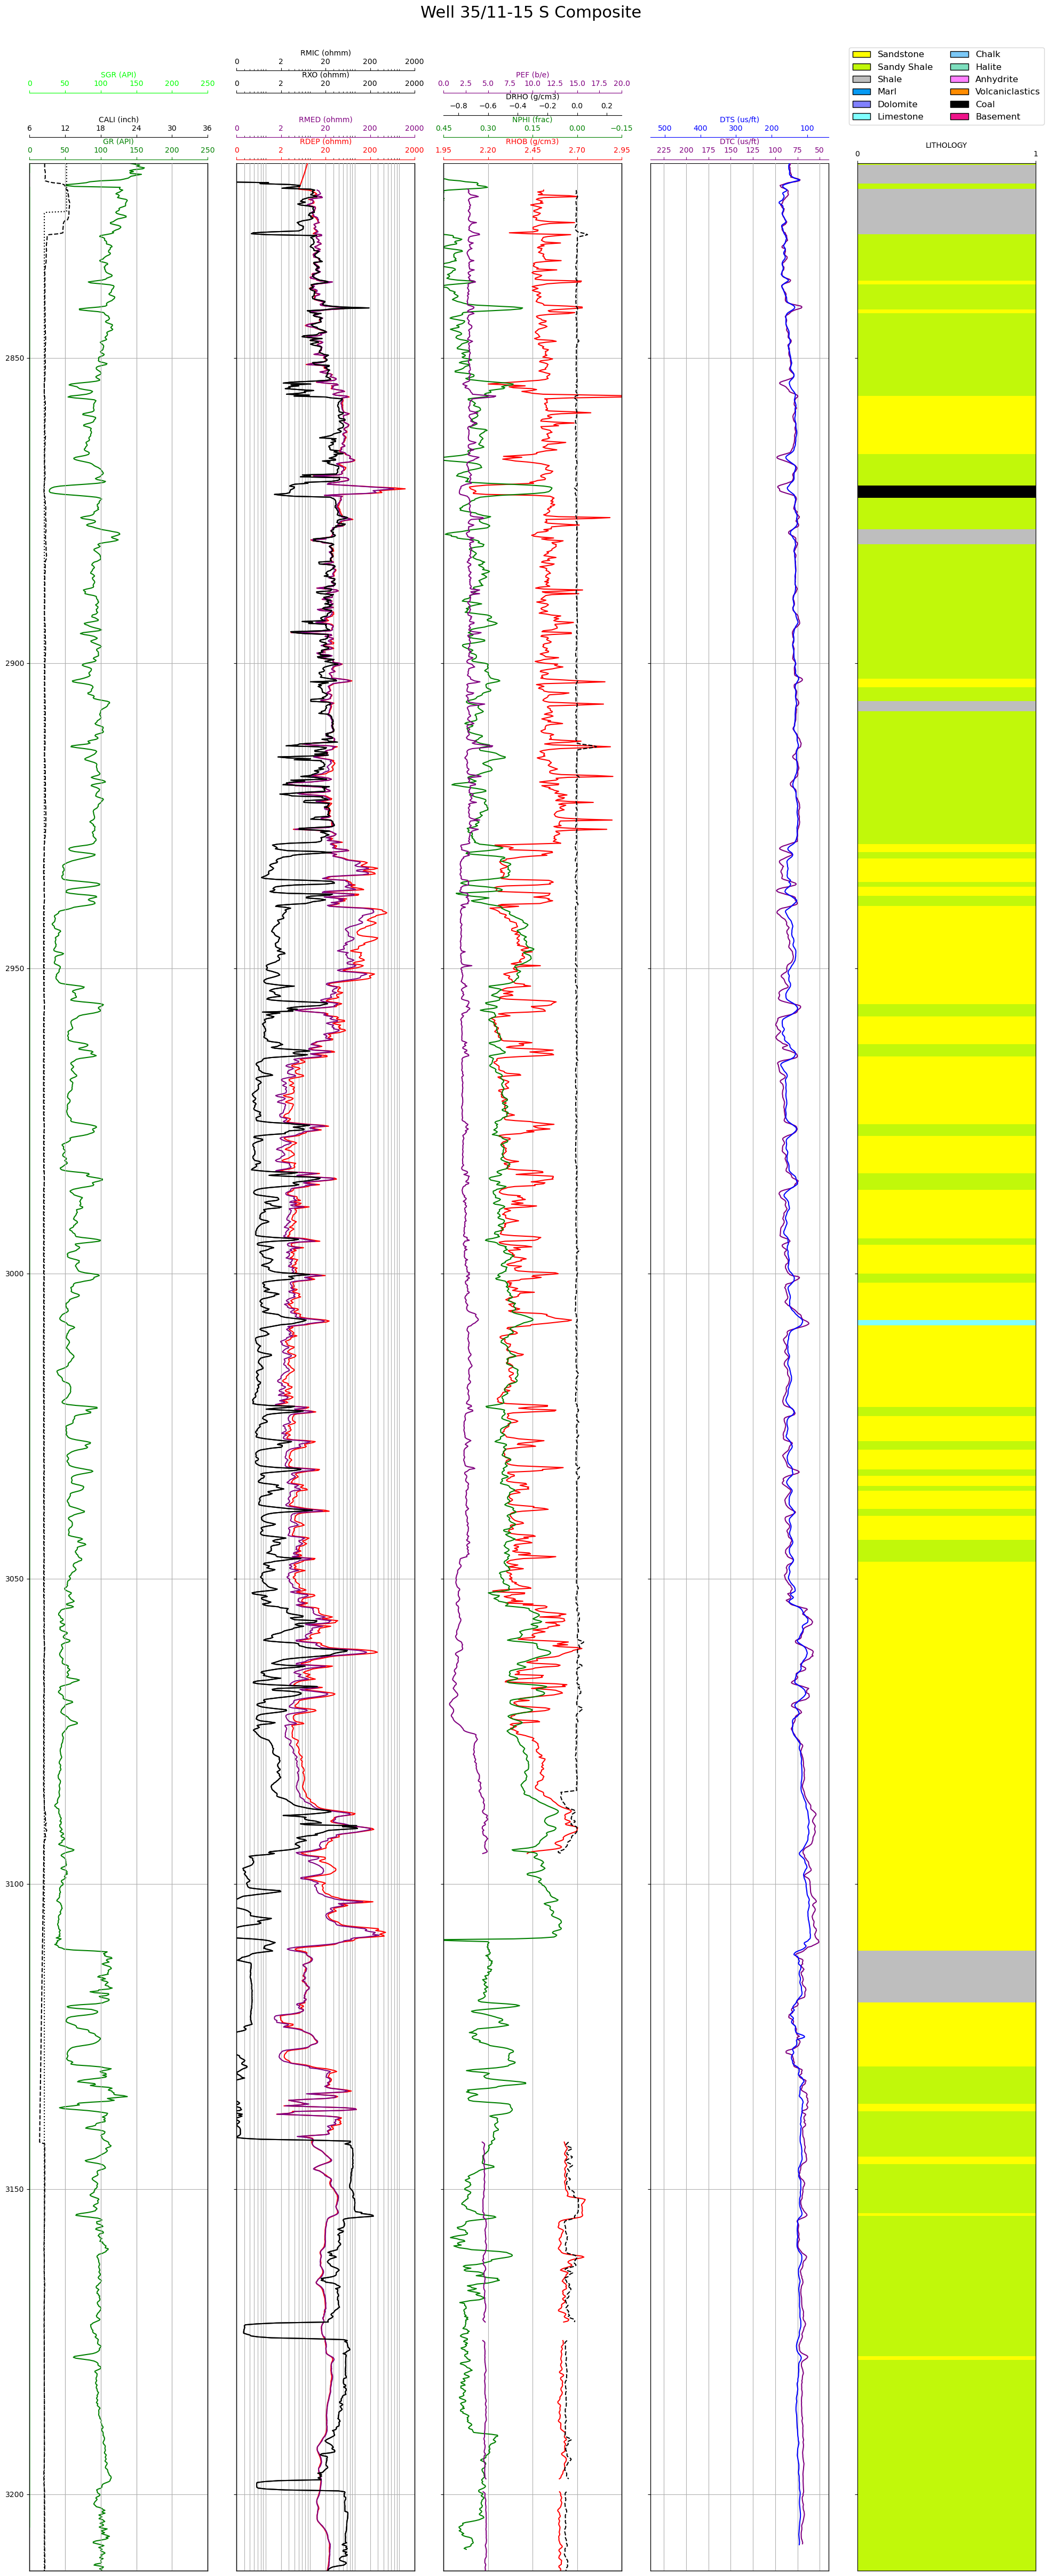 Well 35/11-15 S Composite
SGR (API)
0 50 100 150 200 250
CALI (inch)
6 12 18 24 30 36
GR (API)
0 50 100 150 200 250
RMIC (ohmm)
0 2 20 200 2000
RXO (ohmm)
0 2 20 200 2000
RMED (ohmm)
0 2 20 200 2000
RDEP (ohmm)
0 2 20 200 2000
PEF (b/e)
0.0 2.5 5.0 7.5 10.0 12.5 15.0 17.5 20.0
DRHO (g/cm3)
−0.8 −0.6 −0.4 −0.2 0.0 0.2
NPHI (frac)
0.45 0.30 0.15 0.00 −0.15
RHOB (g/cm3)
1.95 2.20 2.45 2.70 2.95
DTS (us/ft)
500 400 300 200 100
DTC (us/ft)
225 200 175 150 125 100 75 50
Sandstone
Sandy Shale
Shale
Marl
Dolomite
Limestone
Chalk
Halite
Anhydrite
Volcaniclastics
Coal
Basement
LITHOLOGY
0 1
2850
2900
2950
3000
3050
3100
3150
3200